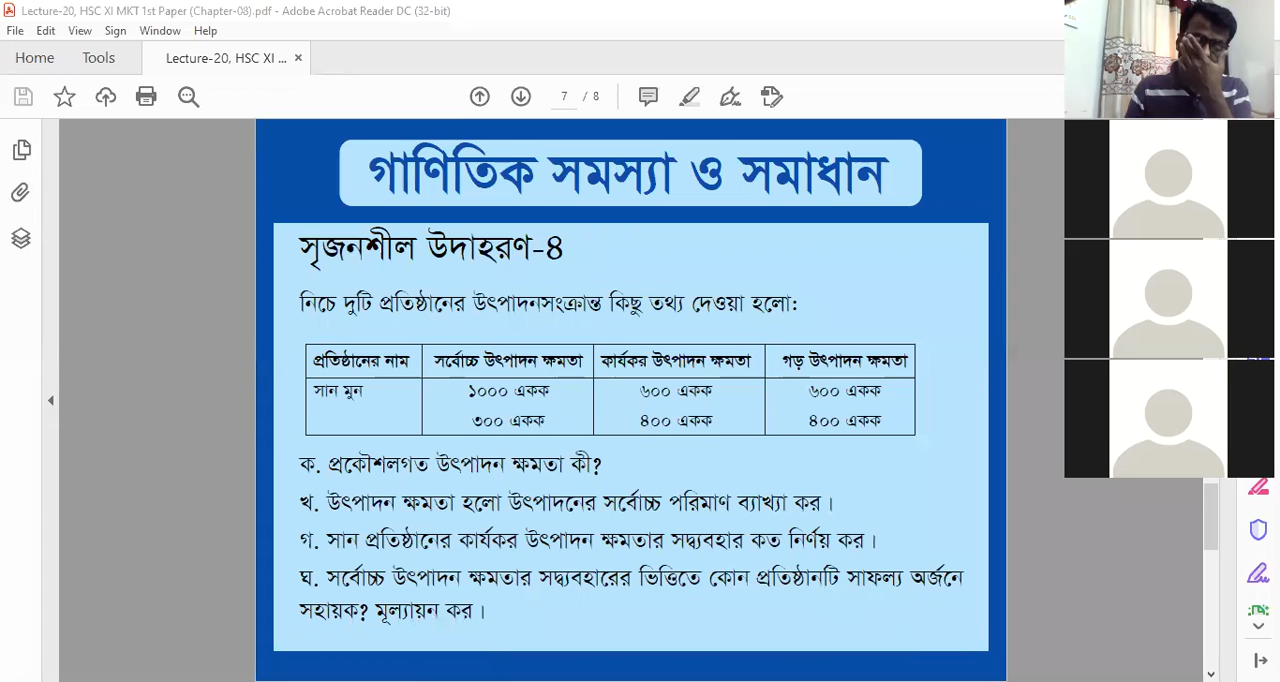 Lecture-20, HSC XI MKT 1st Paper (Chapter-08).pdf - Adobe Acrobat Reader DC (32-bit)
File Edit View Sign Window Help
Home Tools Lecture-20, HSC XI ... ×
7 / 8
গাণিতিক সমস্যা ও সমাধান
সৃজনশীল উদাহরণ-৪
নিচে দুটি প্রতিষ্ঠানের উৎপাদনসংক্রান্ত কিছু তথ্য দেওয়া হলো:
প্রতিষ্ঠানের নাম সর্বোচ্চ উৎপাদন ক্ষমতা কার্যকর উৎপাদন ক্ষমতা গড় উৎপাদন ক্ষমতা
সান মুন ১০০০ একক ৬০০ একক ৬০০ একক
৩০০ একক ৪০০ একক ৪০০ একক
ক. প্রকৌশলগত উৎপাদন ক্ষমতা কী?
খ. উৎপাদন ক্ষমতা হলো উৎপাদনের সর্বোচ্চ পরিমাণ ব্যাখ্যা কর।
গ. সান প্রতিষ্ঠানের কার্যকর উৎপাদন ক্ষমতার সদ্ব্যবহার কত নির্ণয় কর।
ঘ. সর্বোচ্চ উৎপাদন ক্ষমতার সদ্ব্যবহারের ভিত্তিতে কোন প্রতিষ্ঠানটি সাফল্য অর্জনে
সহায়ক? মূল্যায়ন কর।